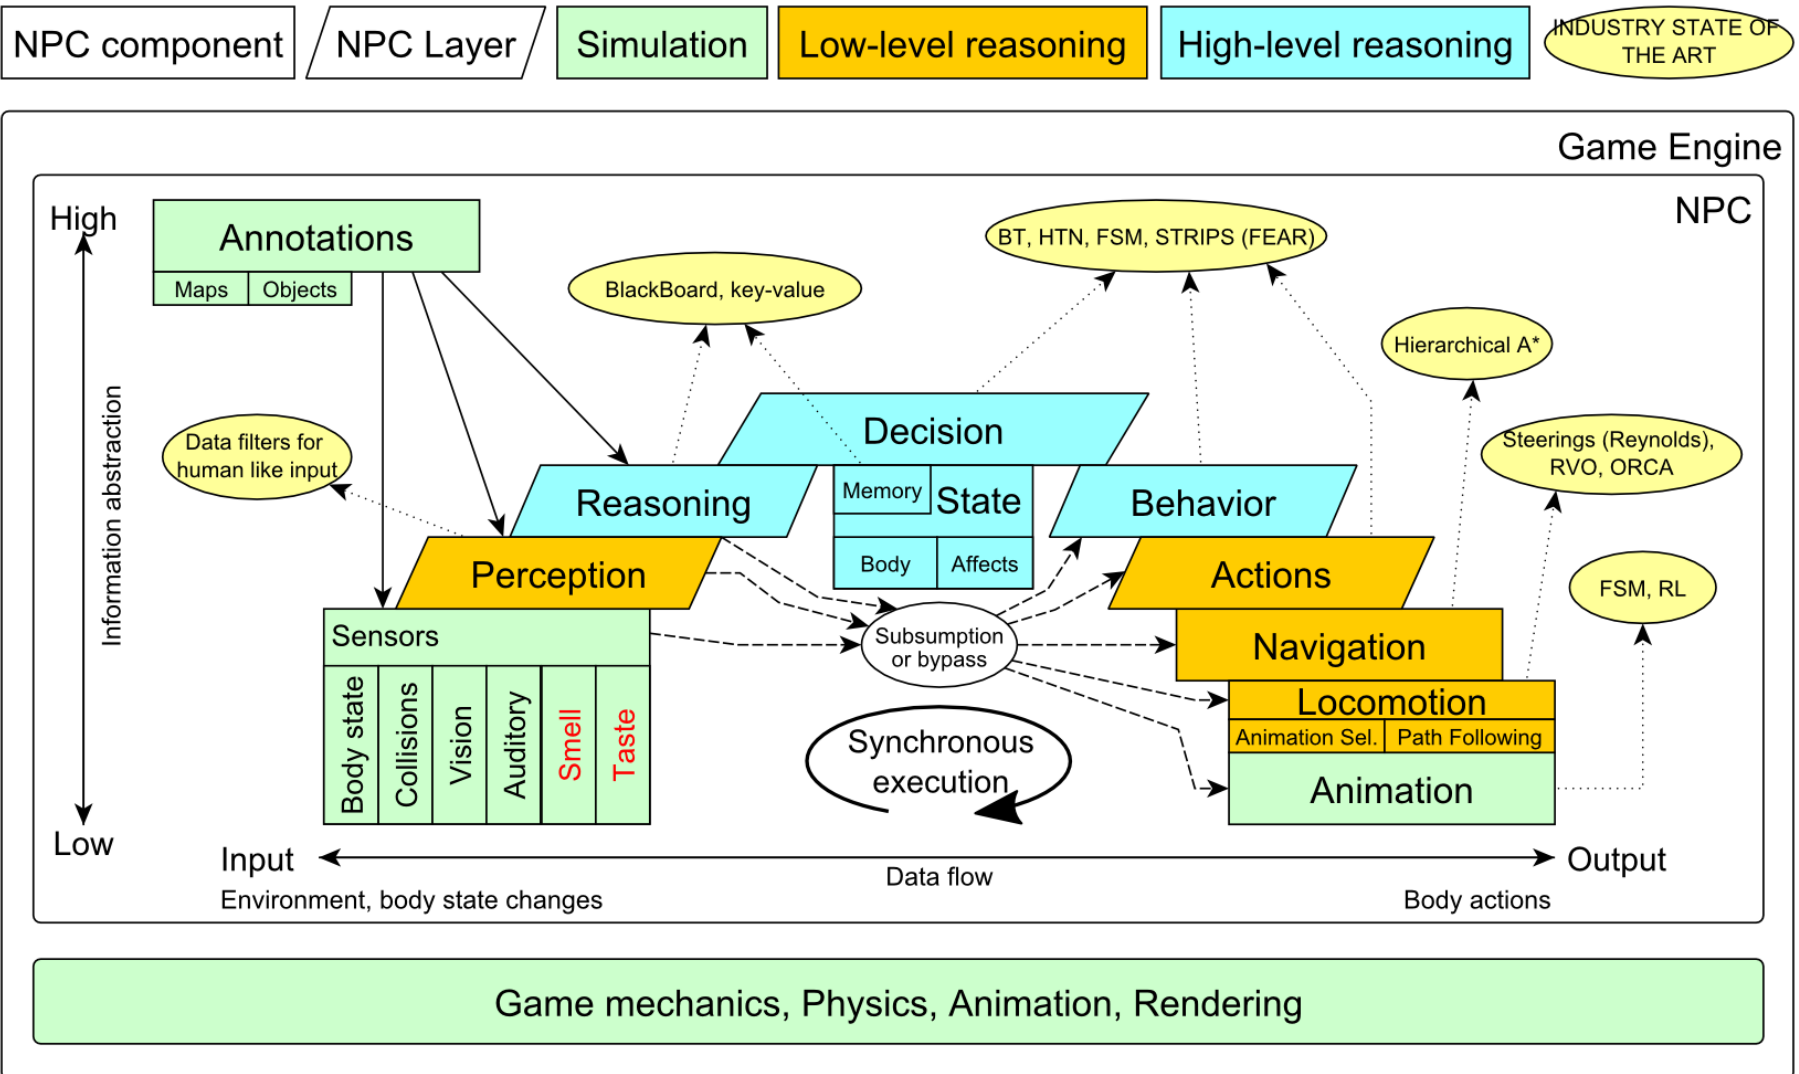 NPC component
NPC Layer
Simulation
Low-level reasoning
High-level reasoning
INDUSTRY STATE OF
THE ART
Game Engine
NPC
High
Information abstraction
Low
Annotations
Maps
Objects
BlackBoard, key-value
BT, HTN, FSM, STRIPS (FEAR)
Hierarchical A*
Data filters for
human like input
Steerings (Reynolds),
RVO, ORCA
FSM, RL
Decision
Reasoning
Memory
State
Body
Affects
Behavior
Perception
Actions
Sensors
Body state
Collisions
Vision
Auditory
Smell
Taste
Subsumption
or bypass
Navigation
Locomotion
Animation Sel.
Path Following
Animation
Synchronous
execution
Input
Data flow
Output
Environment, body state changes
Body actions
Game mechanics, Physics, Animation, Rendering